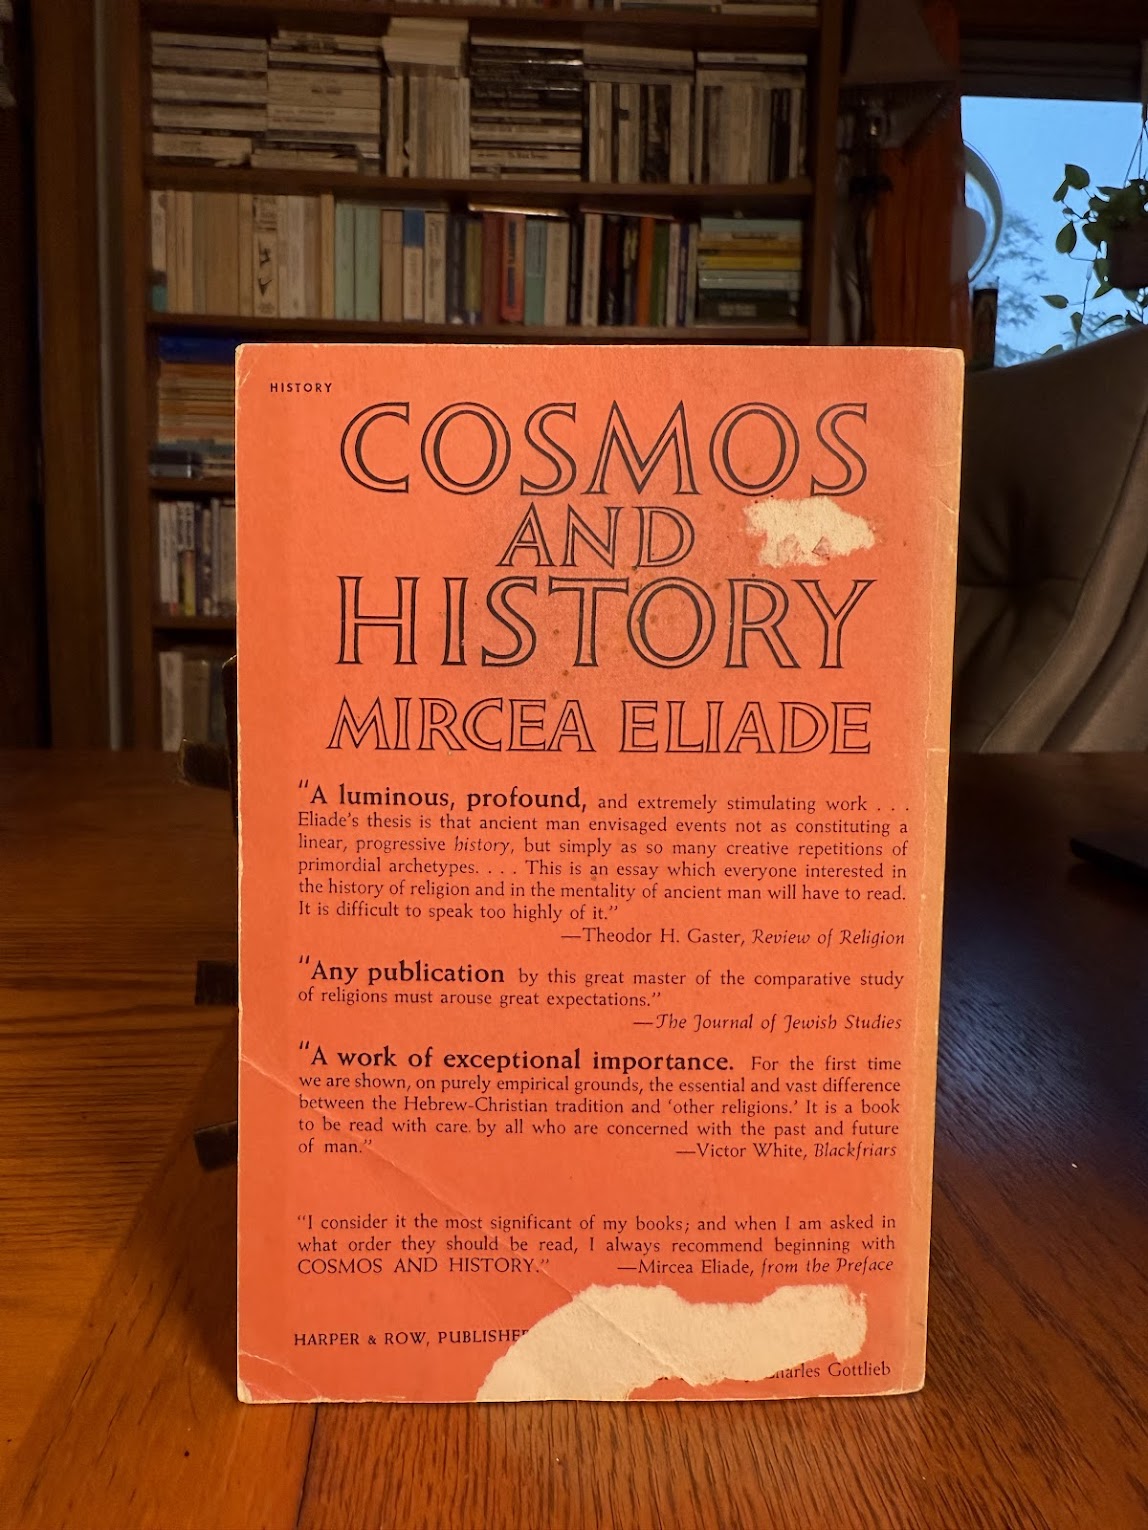 HISTORY
COSMOS
AND
HISTORY
MIRCEA ELIADE
"A luminous, profound, and extremely stimulating work . . .
Eliade's thesis is that ancient man envisaged events not as constituting a
linear, progressive history, but simply as so many creative repetitions of
primordial archetypes. . . . This is an essay which everyone interested in
the history of religion and in the mentality of ancient man will have to read.
It is difficult to speak too highly of it."
—Theodor H. Gaster, Review of Religion
"Any publication by this great master of the comparative study
of religions must arouse great expectations."
—The Journal of Jewish Studies
"A work of exceptional importance. For the first time
we are shown, on purely empirical grounds, the essential and vast difference
between the Hebrew-Christian tradition and 'other religions.' It is a book
to be read with care by all who are concerned with the past and future
of man." —Victor White, Blackfriars
"I consider it the most significant of my books; and when I am asked in
what order they should be read, I always recommend beginning with
COSMOS AND HISTORY." —Mircea Eliade, from the Preface
HARPER & ROW, PUBLISHE
harles Gottlieb